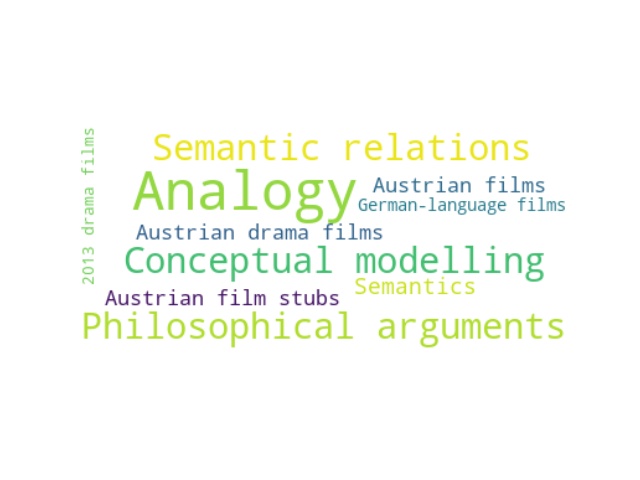 2013 drama films
Semantic relations
Analogy
Austrian films
German-language films
Austrian drama films
Conceptual modelling
Semantics
Austrian film stubs
Philosophical arguments